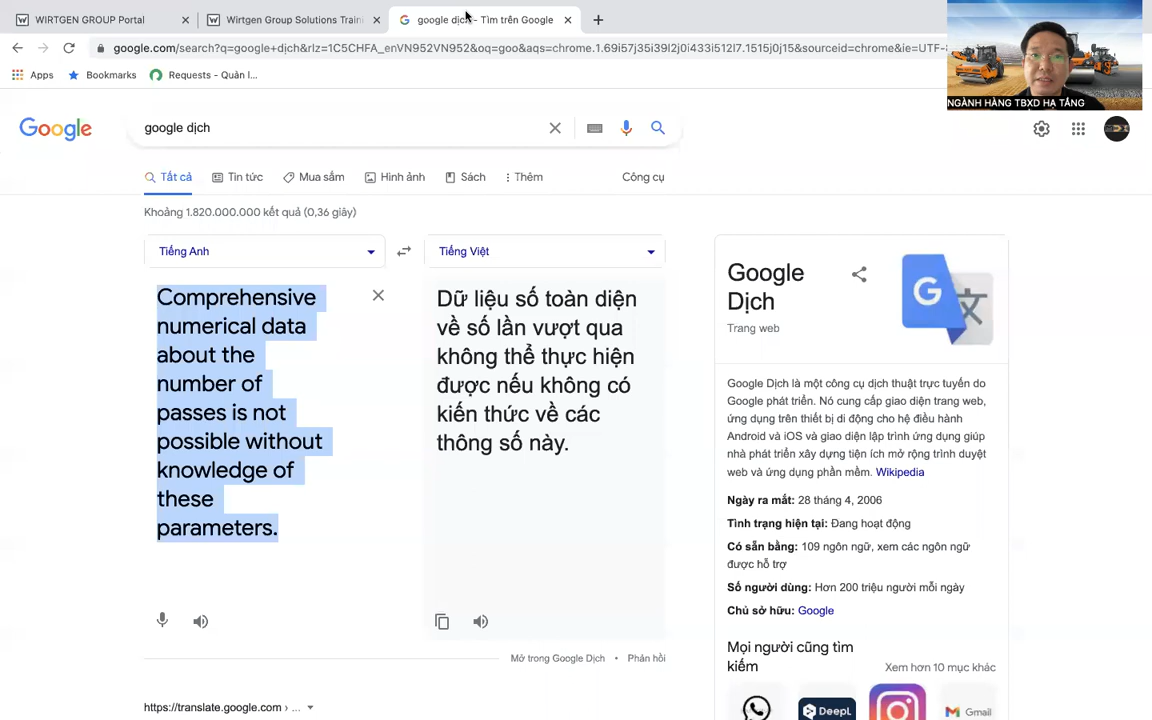 WIRTGEN GROUP Portal
Wirtgen Group Solutions Traini
google dịch - Tìm trên Google
google.com/search?q=google+dịch&rlz=1C5CHFA_enVN952VN952&oq=goo&aqs=chrome.1.69i57j35i39l2j0i433i512l7.1515j0j15&sourceid=chrome&ie=UTF-8
Apps
Bookmarks
Requests - Quản l...
NGÀNH HÀNG TBXD HẠ TẦNG
Google
google dịch
Tất cả
Tin tức
Mua sắm
Hình ảnh
Sách
Thêm
Công cụ
Khoảng 1.820.000.000 kết quả (0,36 giây)
Tiếng Anh
Tiếng Việt
Comprehensive
numerical data
about the
number of
passes is not
possible without
knowledge of
these
parameters.
Dữ liệu số toàn diện
về số lần vượt qua
không thể thực hiện
được nếu không có
kiến thức về các
thông số này.
Mở trong Google Dịch • Phản hồi
https://translate.google.com › ...
Google
Dịch
Trang web
Google Dịch là một công cụ dịch thuật trực tuyến do
Google phát triển. Nó cung cấp giao diện trang web,
ứng dụng trên thiết bị di động cho hệ điều hành
Android và iOS và giao diện lập trình ứng dụng giúp
nhà phát triển xây dựng tiện ích mở rộng trình duyệt
web và ứng dụng phần mềm. Wikipedia
Ngày ra mắt: 28 tháng 4, 2006
Tình trạng hiện tại: Đang hoạt động
Có sẵn bằng: 109 ngôn ngữ, xem các ngôn ngữ
được hỗ trợ
Số người dùng: Hơn 200 triệu người mỗi ngày
Chủ sở hữu: Google
Mọi người cũng tìm
kiếm
Xem hơn 10 mục khác
DeepL
Gmail